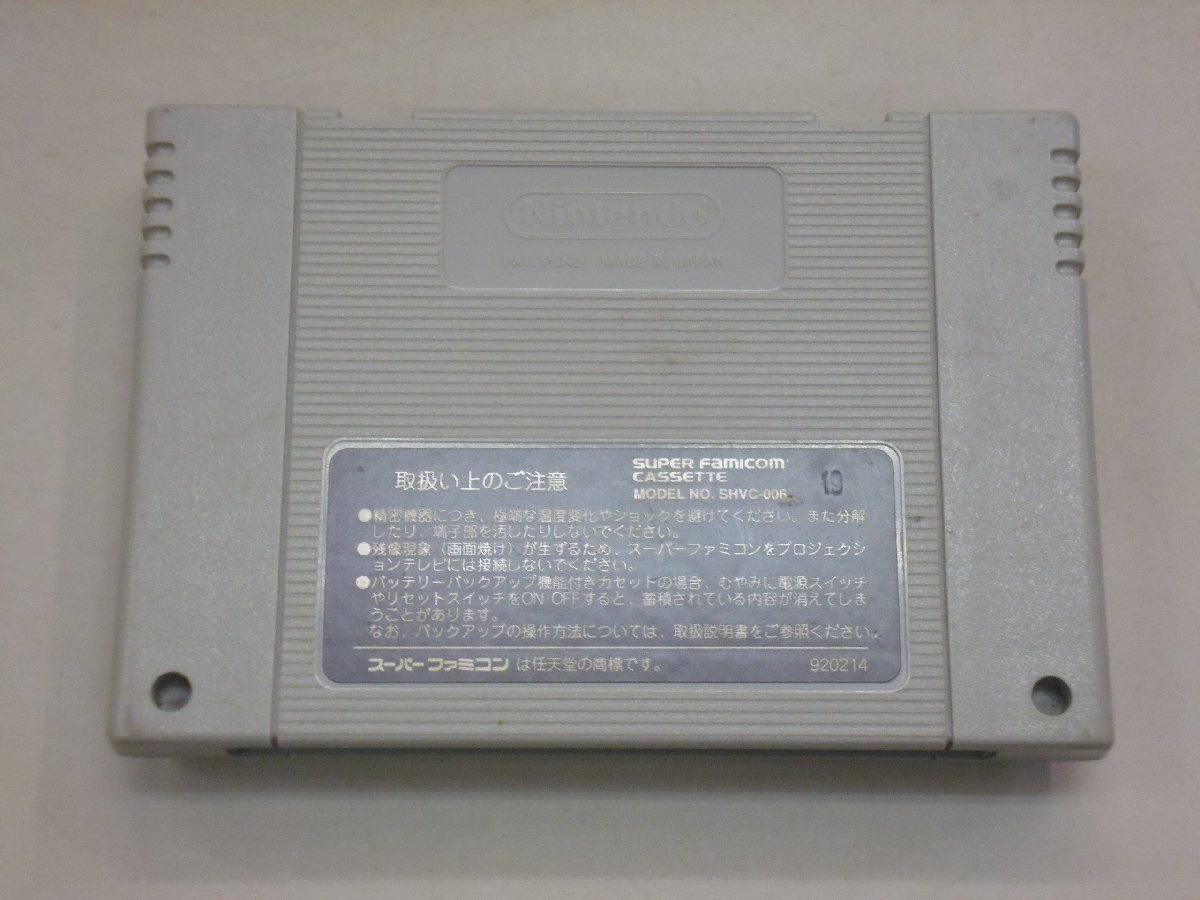 Nintendo®
PAT. PEND. MADE IN JAPAN
取扱い上のご注意
SUPER FAMICOM
CASSETTE
MODEL NO. SHVC-006
19
●精密機器につき、極端な温度変化やショックを避けてください。また分解
したり、端子部を汚したりしないでください。
●残像現象（画面焼け）が生ずるため、スーパーファミコンをプロジェクシ
ョンテレビには接続しないでください。
●バッテリーバックアップ機能付きカセットの場合、むやみに電源スイッチ
やリセットスイッチをON・OFFすると、蓄積されている内容が消えてしま
うことがあります。
なお、バックアップの操作方法については、取扱説明書をご参照ください。
スーパーファミコン は任天堂の商標です。
920214